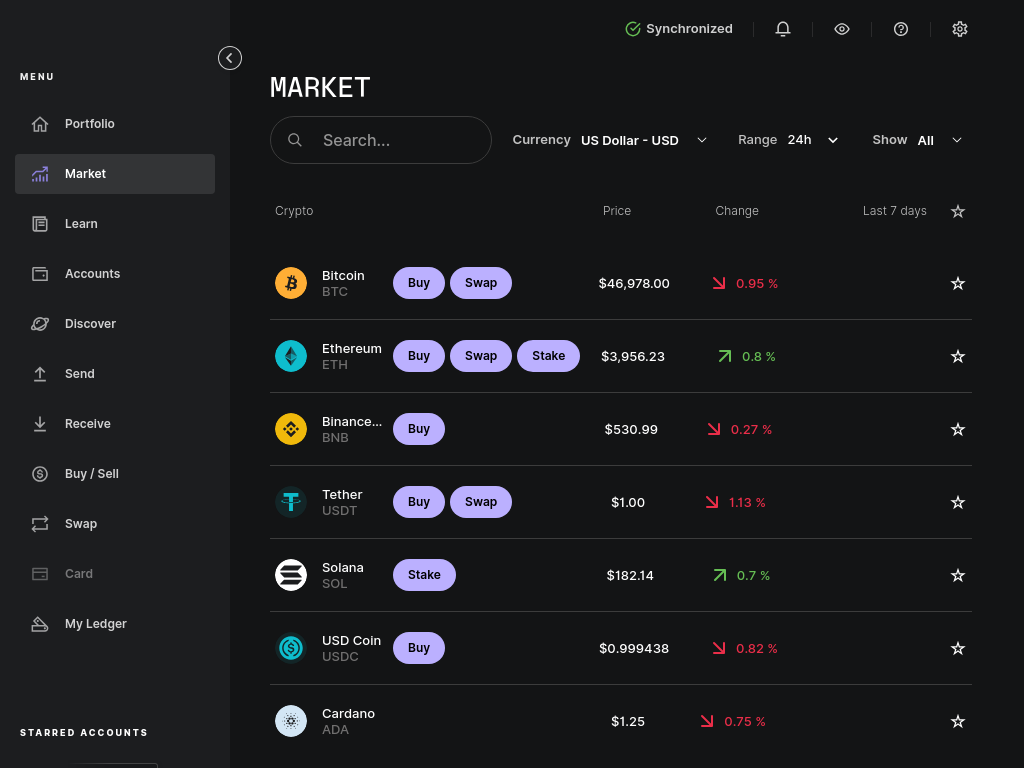 Synchronized
MENU
Portfolio
Market
Learn
Accounts
Discover
Send
Receive
Buy / Sell
Swap
Card
My Ledger
STARRED ACCOUNTS
MARKET
Search...
Currency US Dollar - USD
Range 24h
Show All
Crypto Price Change Last 7 days
Bitcoin
BTC
Buy Swap $46,978.00 0.95 %
Ethereum
ETH
Buy Swap Stake $3,956.23 0.8 %
Binance...
BNB
Buy $530.99 0.27 %
Tether
USDT
Buy Swap $1.00 1.13 %
Solana
SOL
Stake $182.14 0.7 %
USD Coin
USDC
Buy $0.999438 0.82 %
Cardano
ADA
$1.25 0.75 %